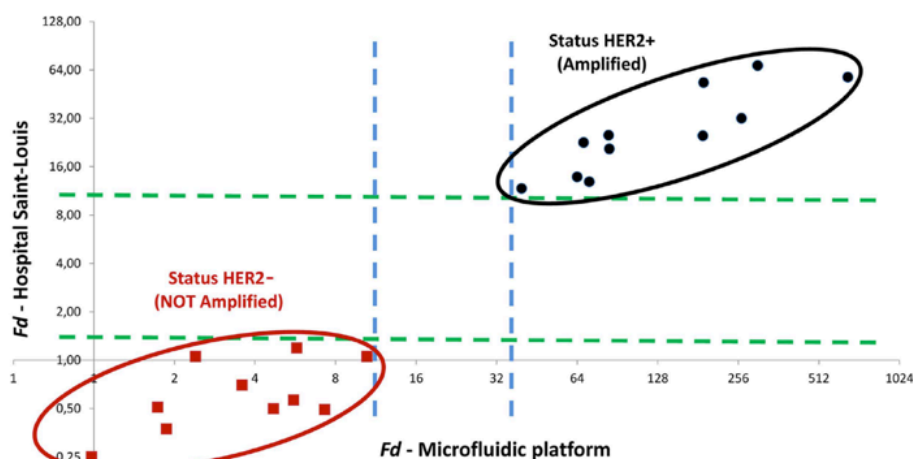 128,00
64,00
32,00
16,00
8,00
4,00
2,00
1,00
0,50
0,25
Fd - Hospital Saint-Louis
Status HER2+
(Amplified)
Status HER2-
(NOT Amplified)
1 1 2 4 8 16 32 64 128 256 512 1024
Fd - Microfluidic platform